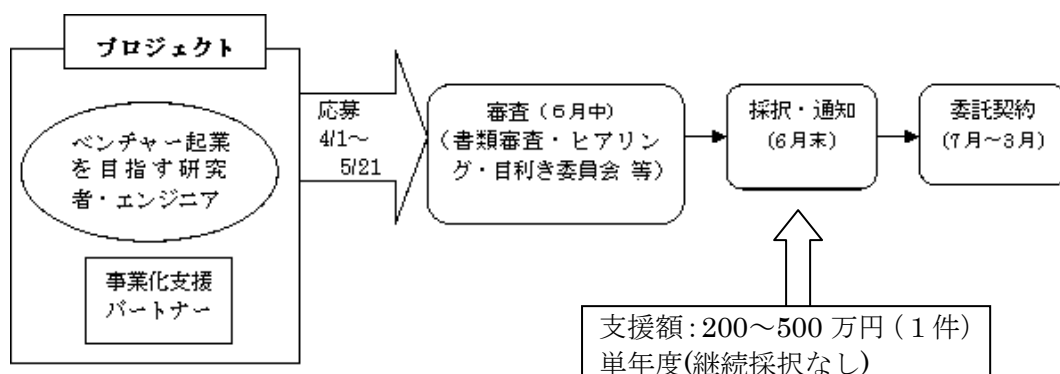 プロジェクト
ベンチャー起業
を目指す研究
者・エンジニア
事業化支援
パートナー
応募
4/1～
5/21
審査(6月中)
(書類審査・ヒアリン
グ・目利き委員会 等)
採択・通知
(6月末)
委託契約
(7月～3月)
支援額:200～500 万円(1件)
単年度(継続採択なし)